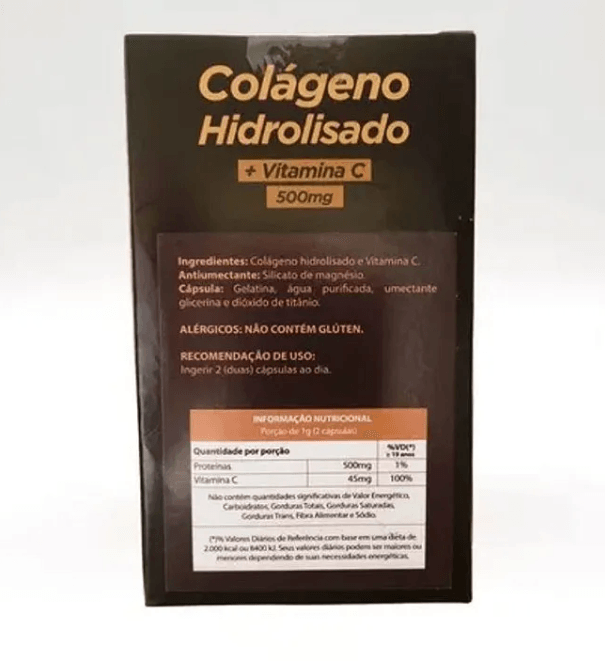 Colágeno
Hidrolisado
+ Vitamina C
500mg
Ingredientes: Colágeno hidrolisado e Vitamina C.
Antiumectante: Silicato de magnésio.
Cápsula: Gelatina, água purificada, umectante
glicerina e dióxido de titânio.
ALÉRGICOS: NÃO CONTÉM GLÚTEN.
RECOMENDAÇÃO DE USO:
Ingerir 2 (duas) cápsulas ao dia.
INFORMAÇÃO NUTRICIONAL
Porção de 1g (2 cápsulas)
Quantidade por porção %VD(*)
≥ 19 anos
Proteínas 500mg 1%
Vitamina C 45mg 100%
Não contém quantidades significativas de Valor Energético,
Carboidratos, Gorduras Totais, Gorduras Saturadas,
Gorduras Trans, Fibra Alimentar e Sódio.
(*)% Valores Diários de Referência com base em uma dieta de
2.000 kcal ou 8400 kJ. Seus valores diários podem ser maiores ou
menores dependendo de suas necessidades energéticas.